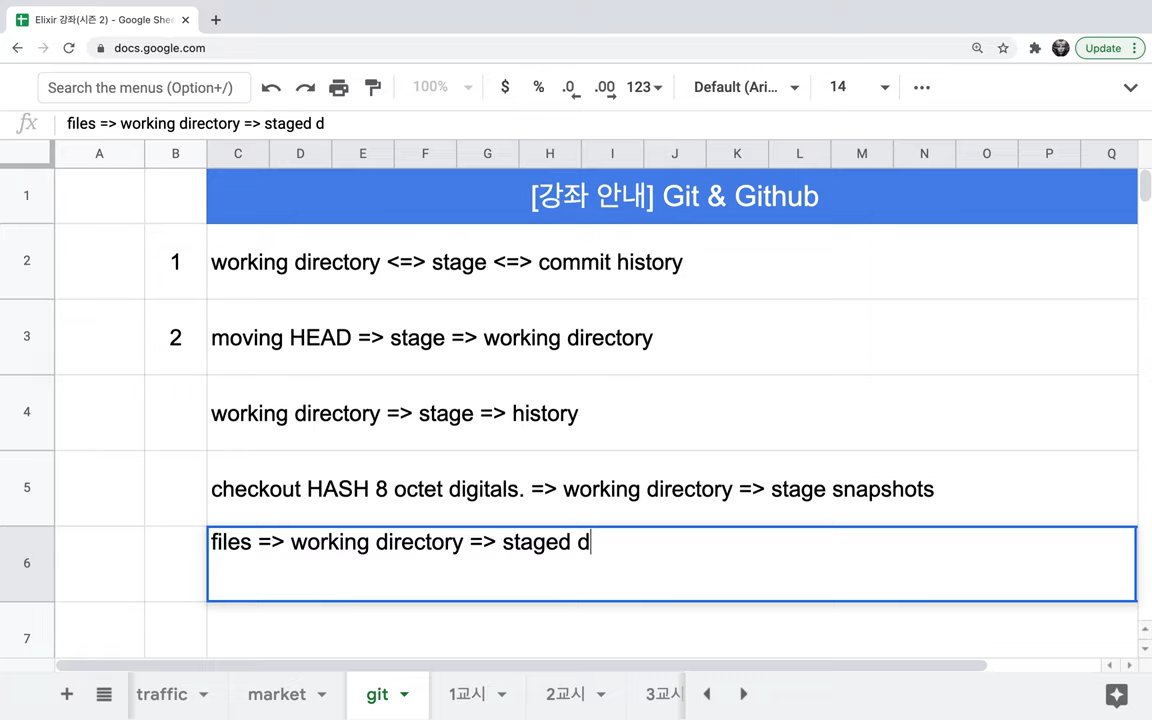 Elixir 강좌(시즌 2) - Google Shee
docs.google.com
Update
Search the menus (Option+/)
100%
$
%
.0
.00
123
Default (Ari...
14
fx
files => working directory => staged d
A B C D E F G H I J K L M N O P Q
1 [강좌 안내] Git & Github
2 1 working directory <=> stage <=> commit history
3 2 moving HEAD => stage => working directory
4 working directory => stage => history
5 checkout HASH 8 octet digitals. => working directory => stage snapshots
6 files => working directory => staged d
7
traffic market git 1교시 2교시 3교시